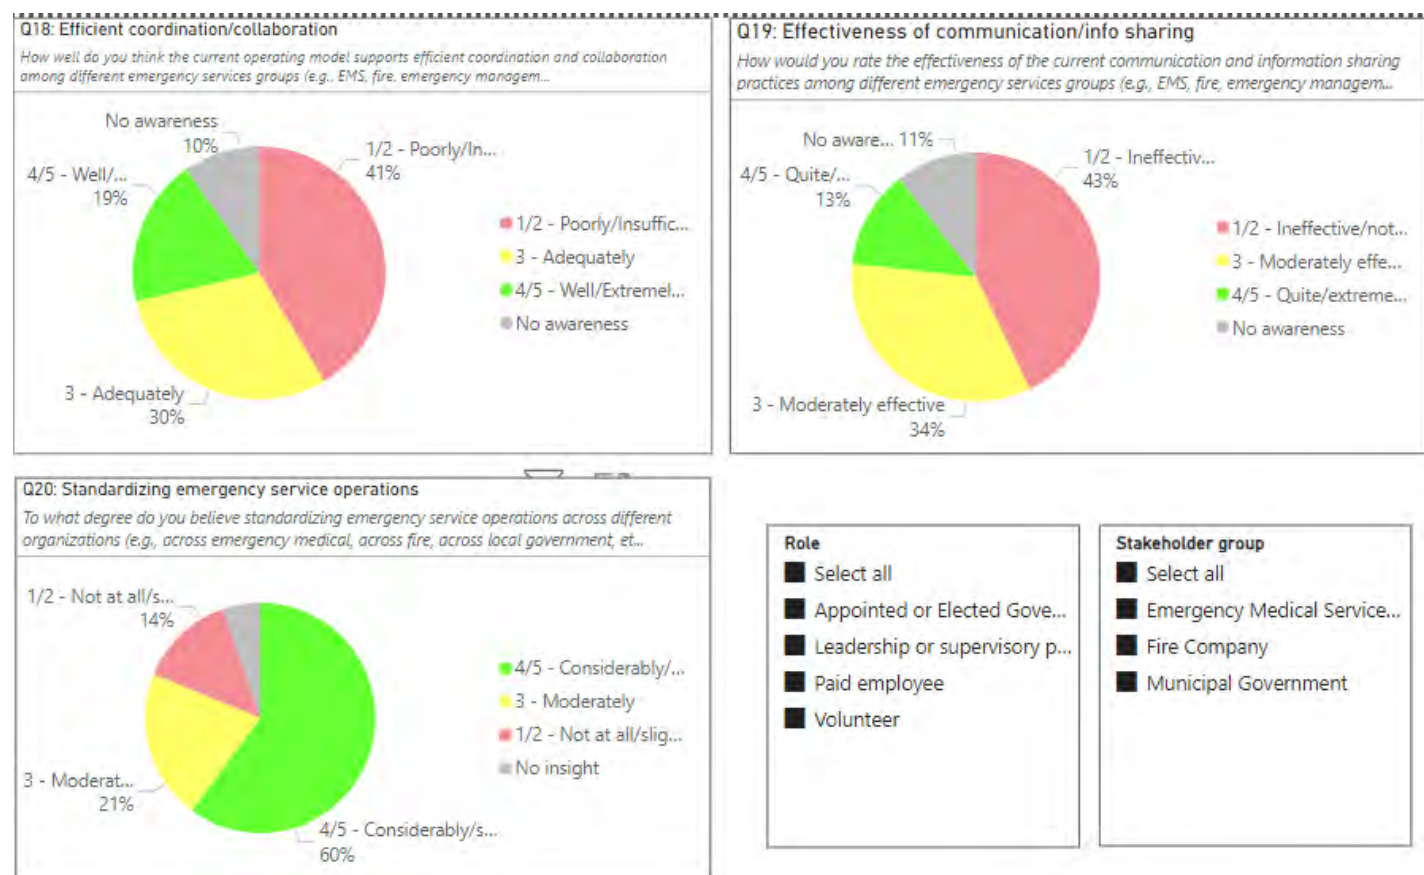 Q18: Efficient coordination/collaboration
How well do you think the current operating model supports efficient coordination and collaboration
among different emergency services groups (e.g., EMS, fire, emergency managem...
No awareness
10%
1/2 - Poorly/In...
41%
4/5 - Well/...
19%
3 - Adequately
30%
1/2 - Poorly/Insuffic...
3 - Adequately
4/5 - Well/Extremel...
No awareness
Q19: Effectiveness of communication/info sharing
How would you rate the effectiveness of the current communication and information sharing
practices among different emergency services groups (e.g., EMS, fire, emergency managem...
No aware... 11%
1/2 - Ineffectiv...
43%
4/5 - Quite/...
13%
3 - Moderately effective
34%
1/2 - Ineffective/not...
3 - Moderately effe...
4/5 - Quite/extreme...
No awareness
Q20: Standardizing emergency service operations
To what degree do you believe standardizing emergency service operations across different
organizations (e.g., across emergency medical, across fire, across local government, et...
1/2 - Not at all/s...
14%
3 - Moderat...
21%
4/5 - Considerably/s...
60%
4/5 - Considerably/...
3 - Moderately
1/2 - Not at all/slig...
No insight
Role
Select all
Appointed or Elected Gove...
Leadership or supervisory p...
Paid employee
Volunteer
Stakeholder group
Select all
Emergency Medical Service...
Fire Company
Municipal Government